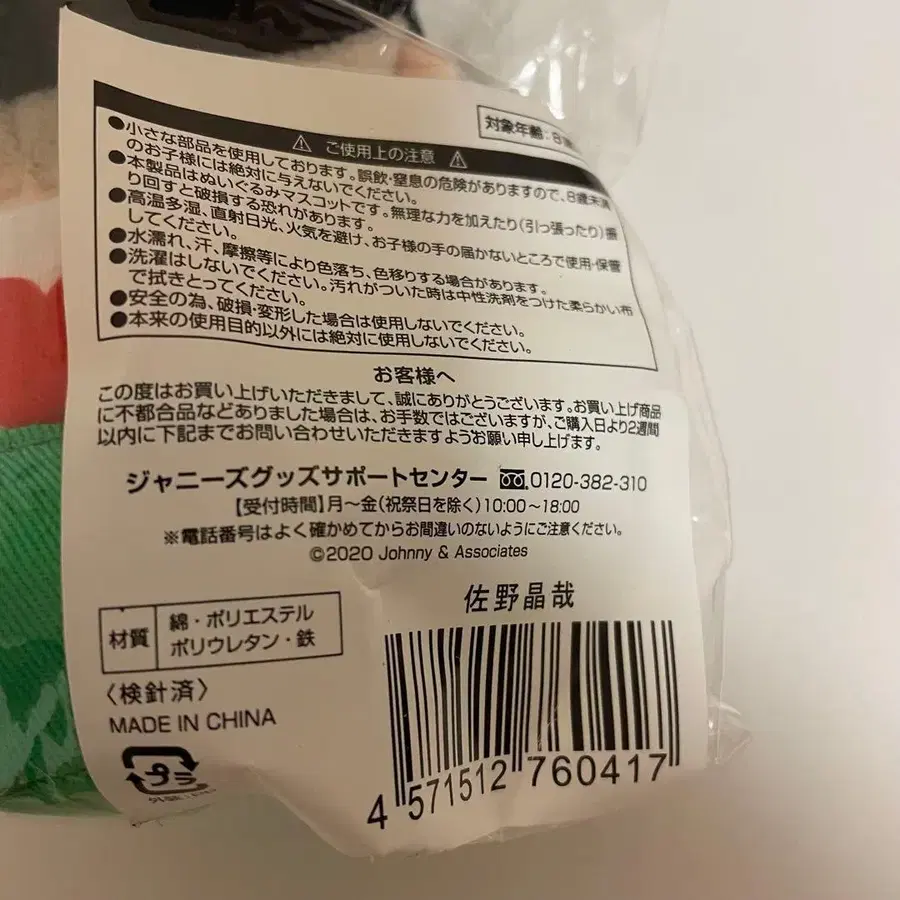 対象年齢:8歳
⚠ ご使用上の注意 ⚠
●小さな部品を使用しております。誤飲・窒息の危険がありますので、8歳未満
のお子様には絶対に与えないでください。
●本製品はぬいぐるみマスコットです。無理な力を加えたり(引っ張ったり)振
り回すと破損する恐れがあります。
●高温多湿、直射日光、火気を避け、お子様の手の届かないところで使用・保管
してください。
●水濡れ、汗、摩擦等により色落ち、色移りする場合があります。
●洗濯はしないでください。汚れがついた時は中性洗剤をつけた柔らかい布
で拭きとってください。
●安全の為、破損・変形した場合は使用しないでください。
●本来の使用目的以外には絶対に使用しないでください。
お客様へ
この度はお買い上げいただきまして、誠にありがとうございます。お買い上げ商品
に不都合品などありました場合は、お手数ではございますが、ご購入日より2週間
以内に下記までお問い合わせいただきますようお願い申し上げます。
ジャニーズグッズサポートセンター 0120-382-310
【受付時間】月〜金(祝祭日を除く)10:00〜18:00
※電話番号はよく確かめてからお間違いのないようにご注意ください。
©2020 Johnny & Associates
佐野晶哉
材質 綿・ポリエステル
ポリウレタン・鉄
〈検針済〉
MADE IN CHINA
プラ
4 571512 760417